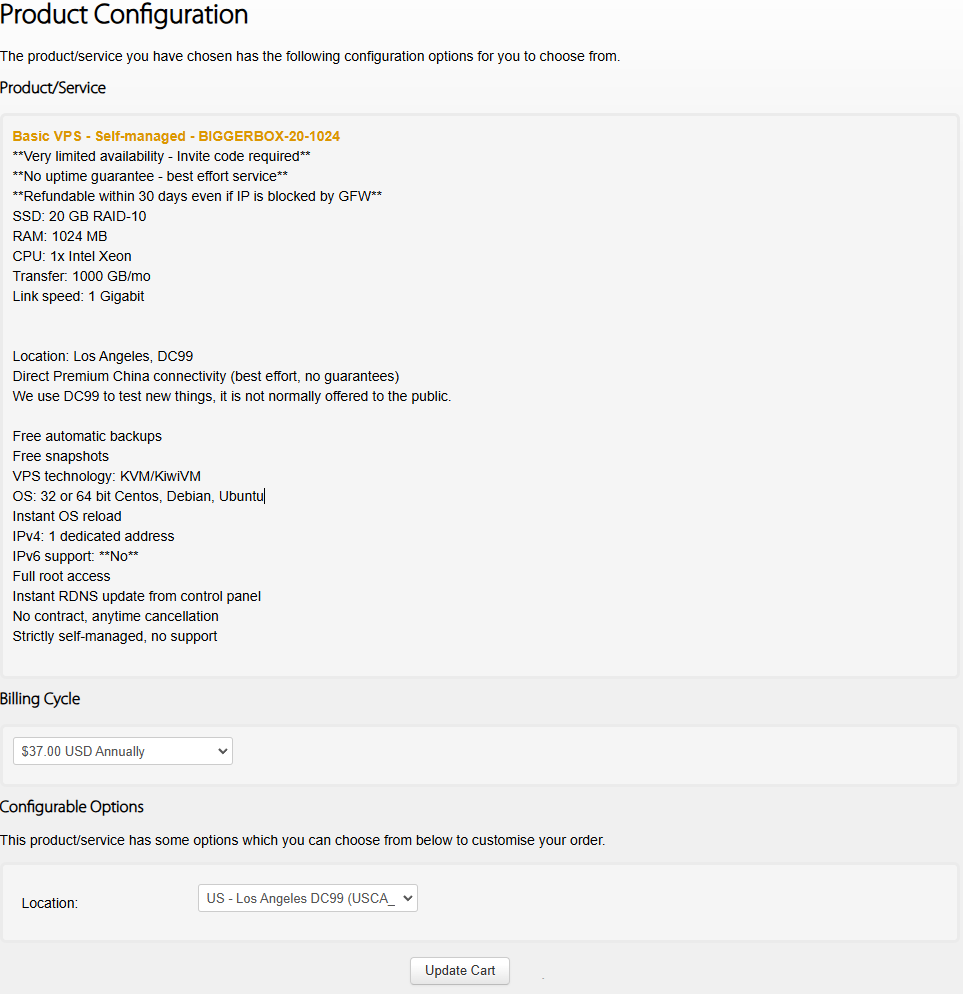 Product Configuration
The product/service you have chosen has the following configuration options for you to choose from.
Product/Service
Basic VPS - Self-managed - BIGGERBOX-20-1024
**Very limited availability - Invite code required**
**No uptime guarantee - best effort service**
**Refundable within 30 days even if IP is blocked by GFW**
SSD: 20 GB RAID-10
RAM: 1024 MB
CPU: 1x Intel Xeon
Transfer: 1000 GB/mo
Link speed: 1 Gigabit
Location: Los Angeles, DC99
Direct Premium China connectivity (best effort, no guarantees)
We use DC99 to test new things, it is not normally offered to the public.
Free automatic backups
Free snapshots
VPS technology: KVM/KiwiVM
OS: 32 or 64 bit Centos, Debian, Ubuntu
Instant OS reload
IPv4: 1 dedicated address
IPv6 support: **No**
Full root access
Instant RDNS update from control panel
No contract, anytime cancellation
Strictly self-managed, no support
Billing Cycle
$37.00 USD Annually
Configurable Options
This product/service has some options which you can choose from below to customise your order.
Location: US - Los Angeles DC99 (USCA_
Update Cart